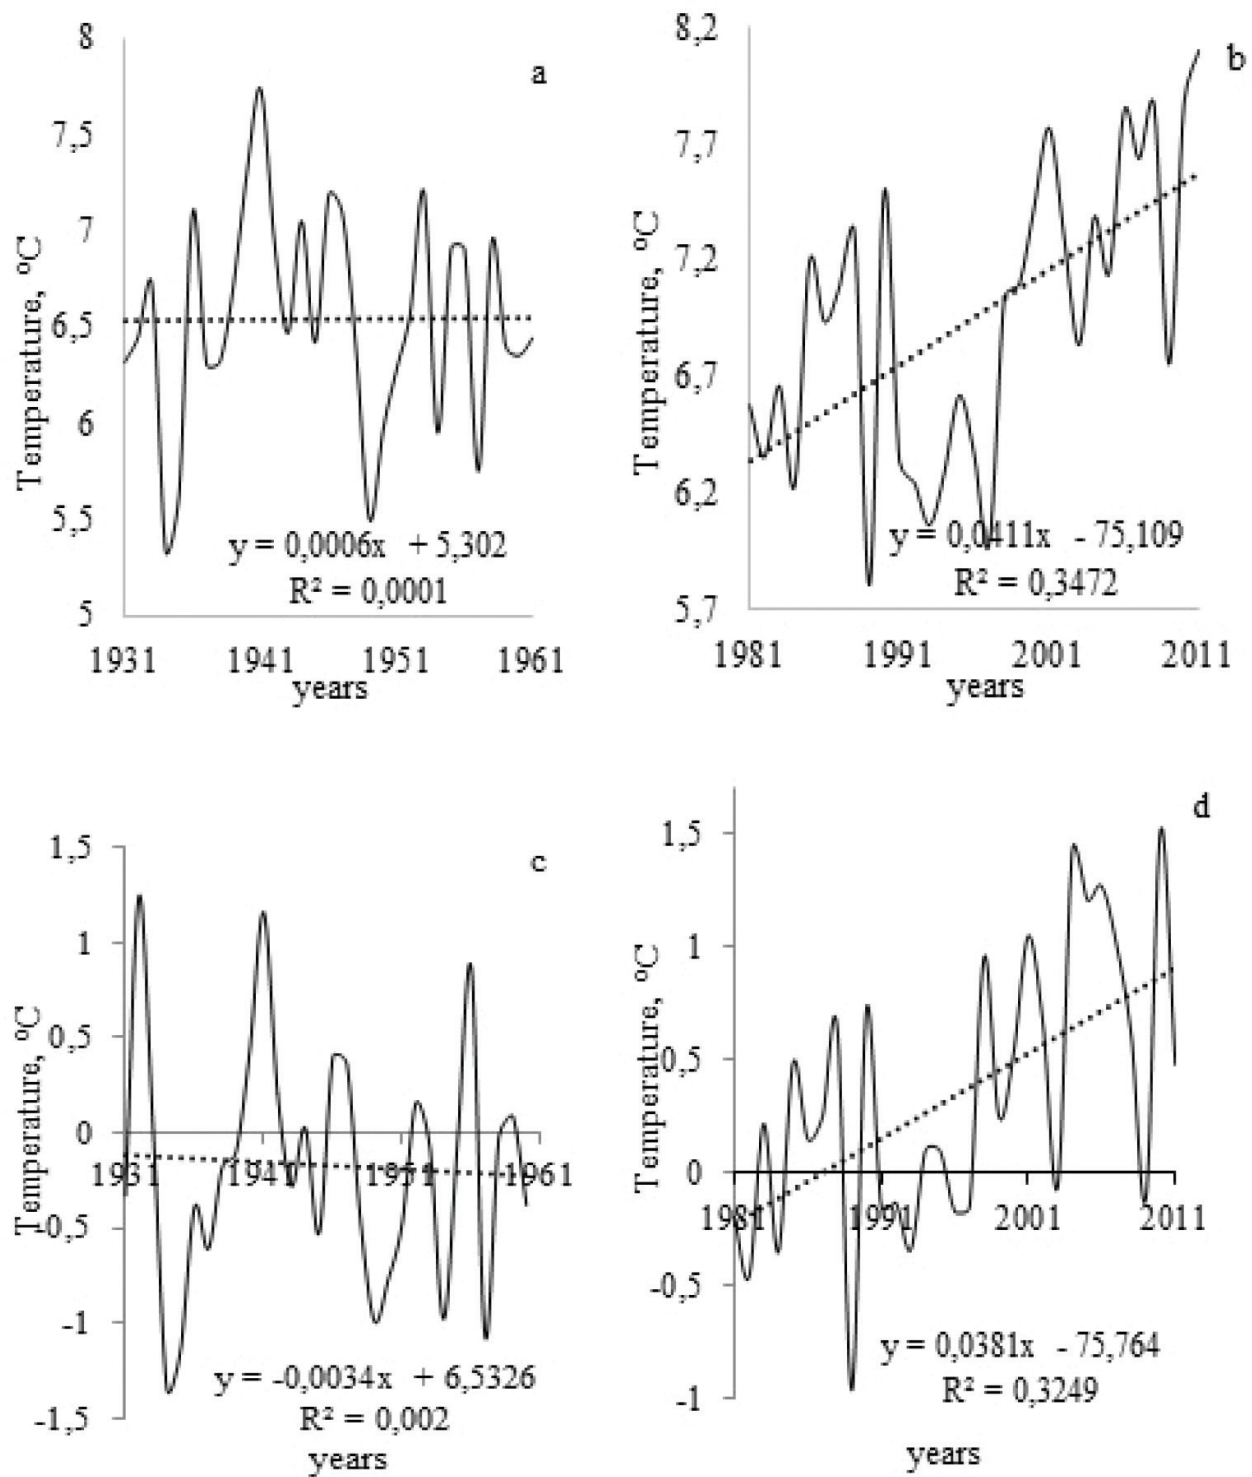 a
8
7,5
7
6,5
6
5,5
5
Temperature, ºC
y = 0,0006x + 5,302
R² = 0,0001
1931 1941 1951 1961
years
b
8,2
7,7
7,2
6,7
6,2
5,7
Temperature, ºC
y = 0,0411x - 75,109
R² = 0,3472
1981 1991 2001 2011
years
c
1,5
1
0,5
0
-0,5
-1
-1,5
Temperature, ºC
1931 1941 1951 1961
y = -0,0034x + 6,5326
R² = 0,002
years
d
1,5
1
0,5
0
-0,5
-1
Temperature, ºC
1981 1991 2001 2011
y = 0,0381x - 75,764
R² = 0,3249
years